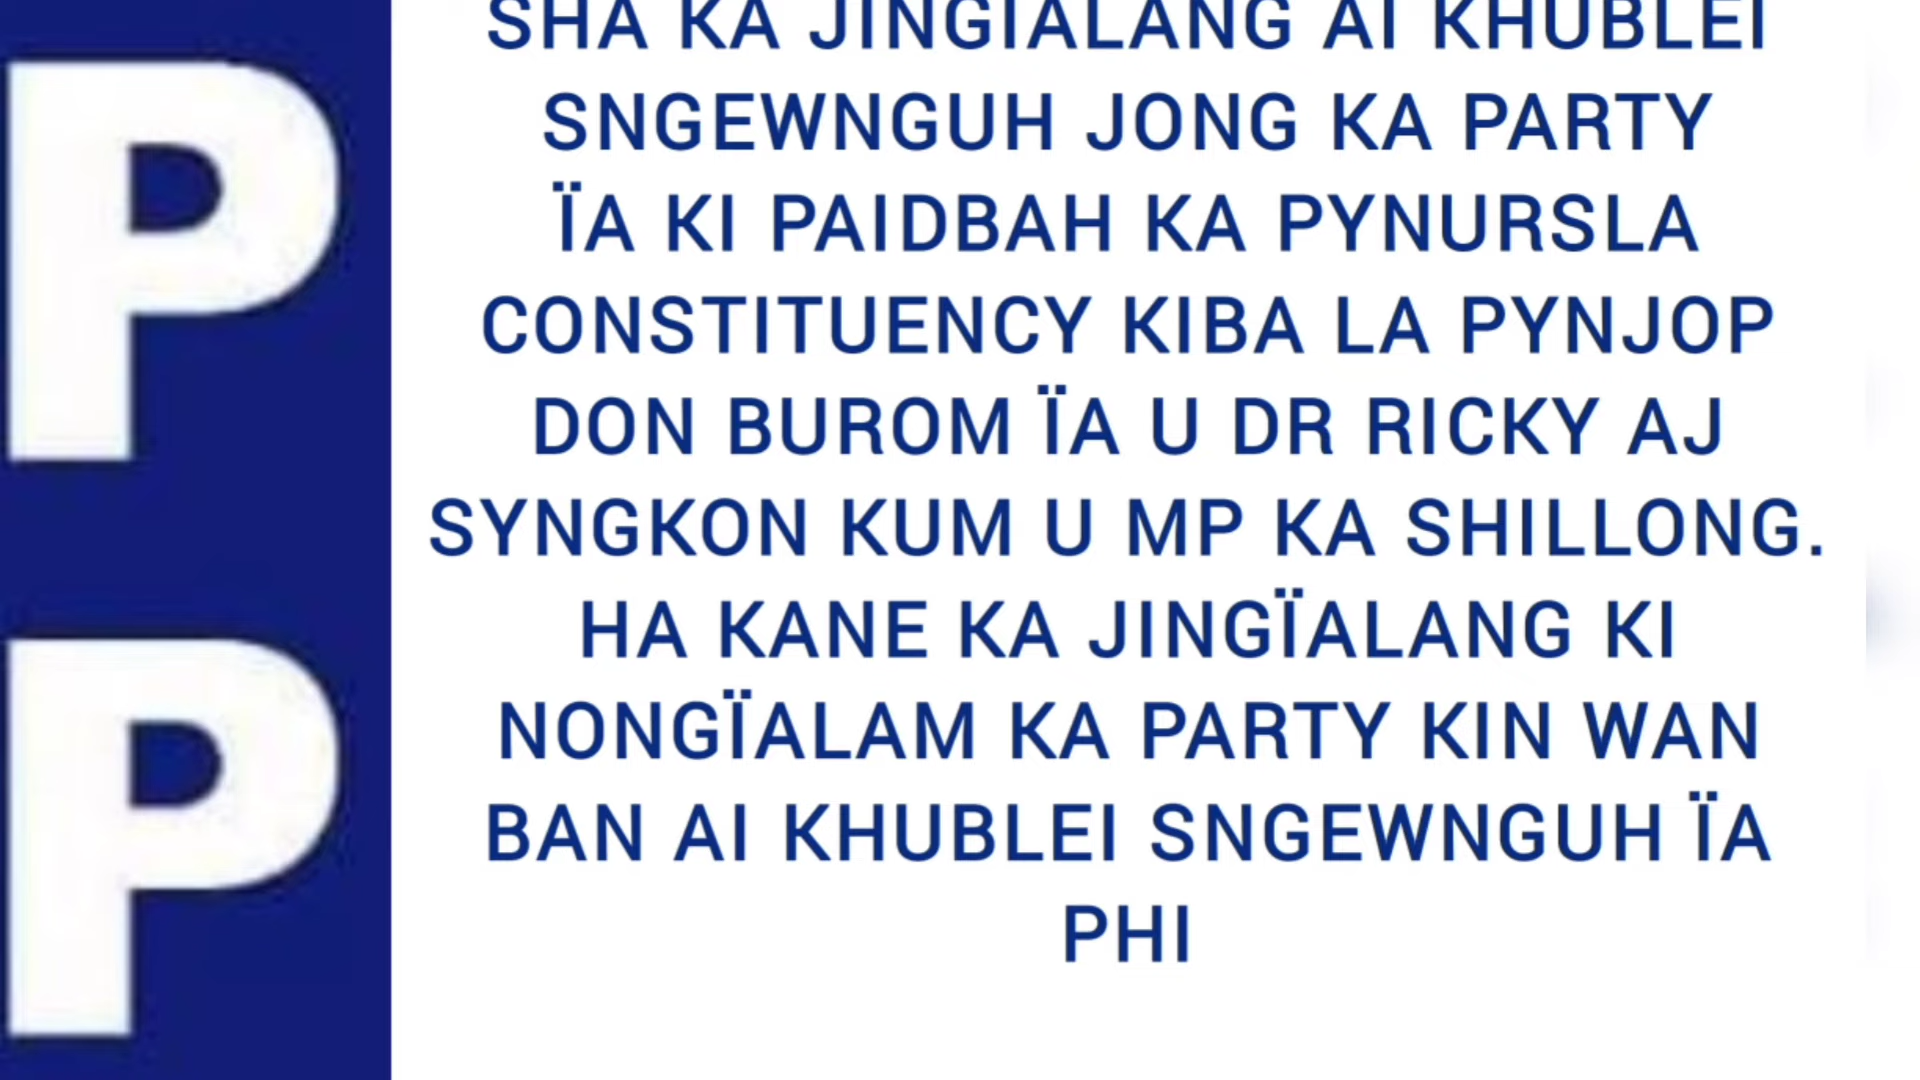 SHA KA JINGÏALANG AI KHUBLEI
SNGEWNGUH JONG KA PARTY
ÏA KI PAIDBAH KA PYNURSLA
CONSTITUENCY KIBA LA PYNJOP
DON BUROM ÏA U DR RICKY AJ
SYNGKON KUM U MP KA SHILLONG.
HA KANE KA JINGÏALANG KI
NONGÏALAM KA PARTY KIN WAN
BAN AI KHUBLEI SNGEWNGUH ÏA
PHI
P
P